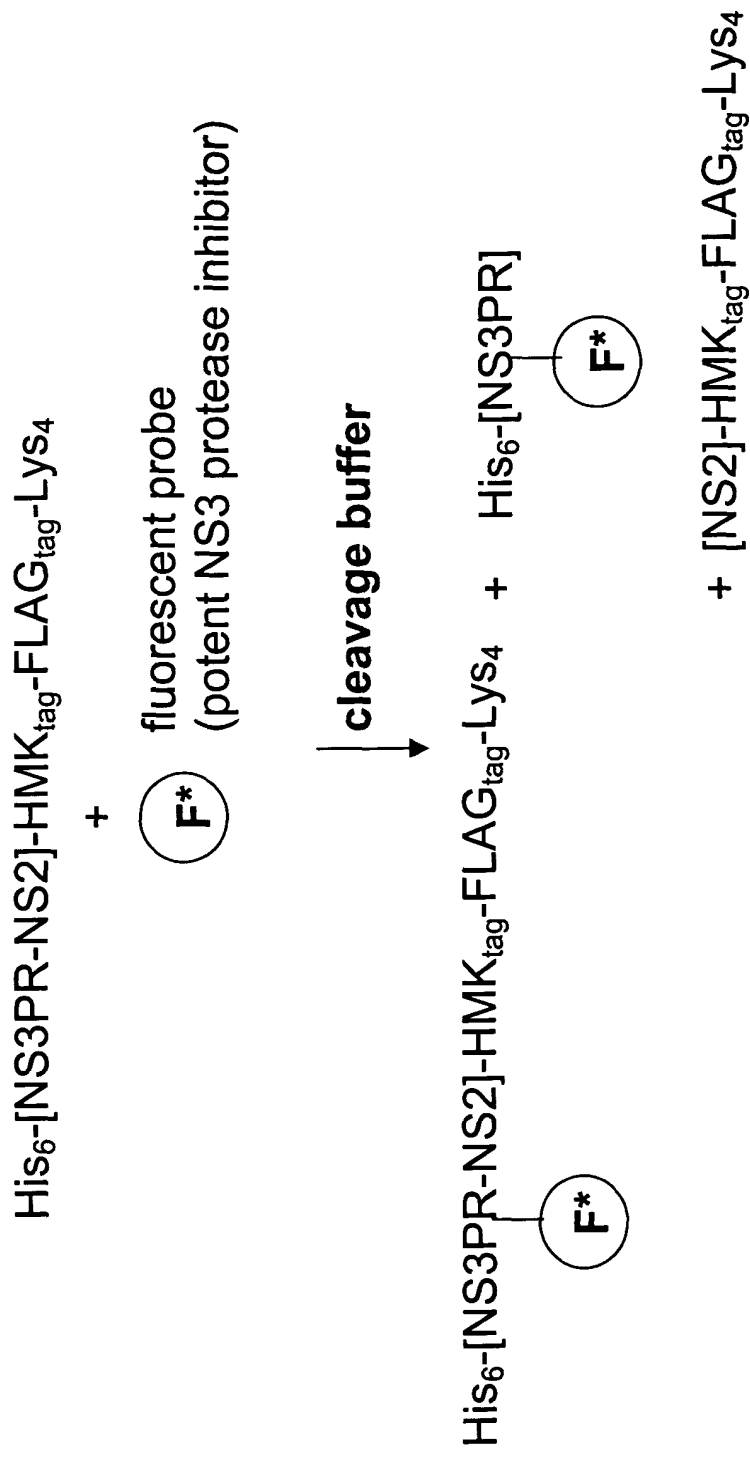 His₆-[NS3PR-NS2]-HMKtag-FLAGtag-Lys₄
+
F* fluorescent probe
(potent NS3 protease inhibitor)
cleavage buffer
His₆-[NS3PR-NS2]-HMKtag-FLAGtag-Lys₄ + His₆-[NS3PR]
F* F*
+ [NS2]-HMKtag-FLAGtag-Lys₄